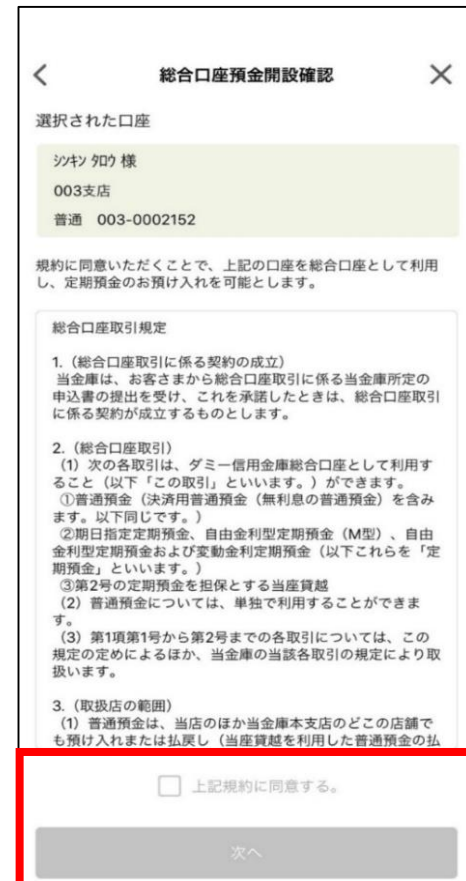 総合口座預金開設確認
選択された口座
シンキン タロウ 様
003支店
普通 003-0002152
規約に同意いただくことで、上記の口座を総合口座として利用
し、定期預金のお預け入れを可能とします。
総合口座取引規定
1.（総合口座取引に係る契約の成立）
当金庫は、お客さまから総合口座取引に係る当金庫所定の
申込書の提出を受け、これを承諾したときは、総合口座取引
に係る契約が成立するものとします。
2.（総合口座取引）
（1）次の各取引は、ダミー信用金庫総合口座として利用す
ること（以下「この取引」といいます。）ができます。
①普通預金（決済用普通預金（無利息の普通預金）を含み
ます。以下同じです。）
②期日指定定期預金、自由金利型定期預金（M型）、自由
金利型定期預金および変動金利定期預金（以下これらを「定
期預金」といいます。）
③第2号の定期預金を担保とする当座貸越
（2）普通預金については、単独で利用することができま
す。
（3）第1項第1号から第2号までの各取引については、この
規定の定めによるほか、当金庫の当該各取引の規定により取
扱います。
3.（取扱店の範囲）
（1）普通預金は、当店のほか当金庫本支店のどこの店舗で
も預け入れまたは払戻し（当座貸越を利用した普通預金の払
上記規約に同意する。
次へ